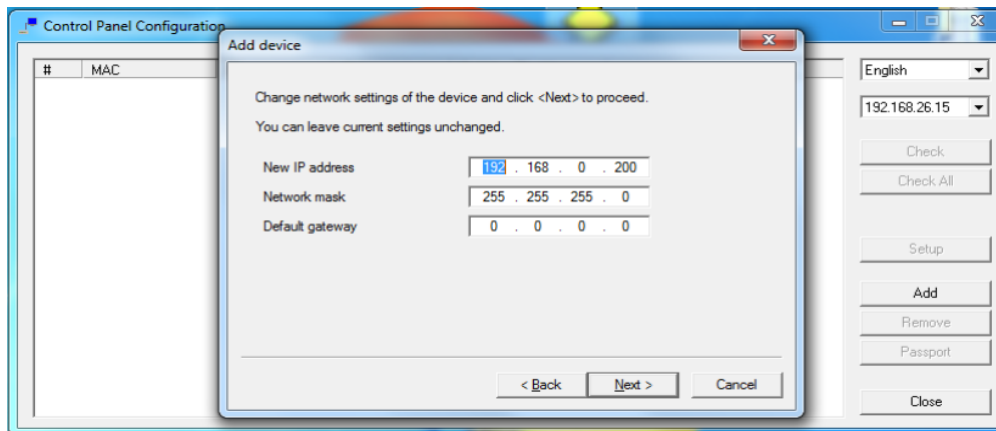 Control Panel Configuration
Add device
# MAC
English
Change network settings of the device and click <Next> to proceed.
192.168.26.15
You can leave current settings unchanged.
Check
New IP address 192 . 168 . 0 . 200
Check All
Network mask 255 . 255 . 255 . 0
Default gateway 0 . 0 . 0 . 0
Setup
Add
Remove
Passport
< Back Next > Cancel
Close